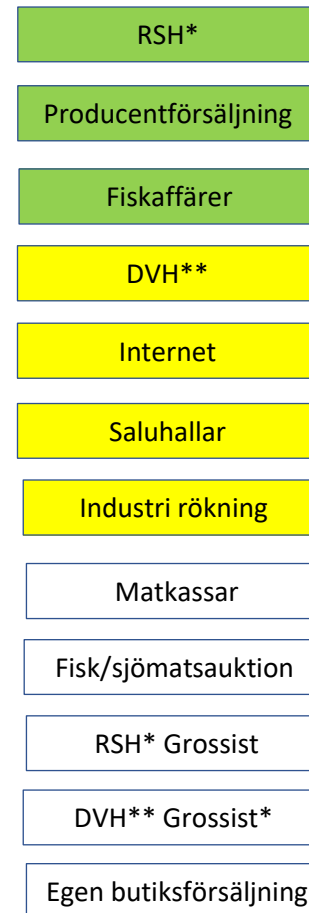 RSH*
Producentförsäljning
Fiskaffärer
DVH**
Internet
Saluhallar
Industri rökning
Matkassar
Fisk/sjömatsauktion
RSH* Grossist
DVH** Grossist*
Egen butiksförsäljning